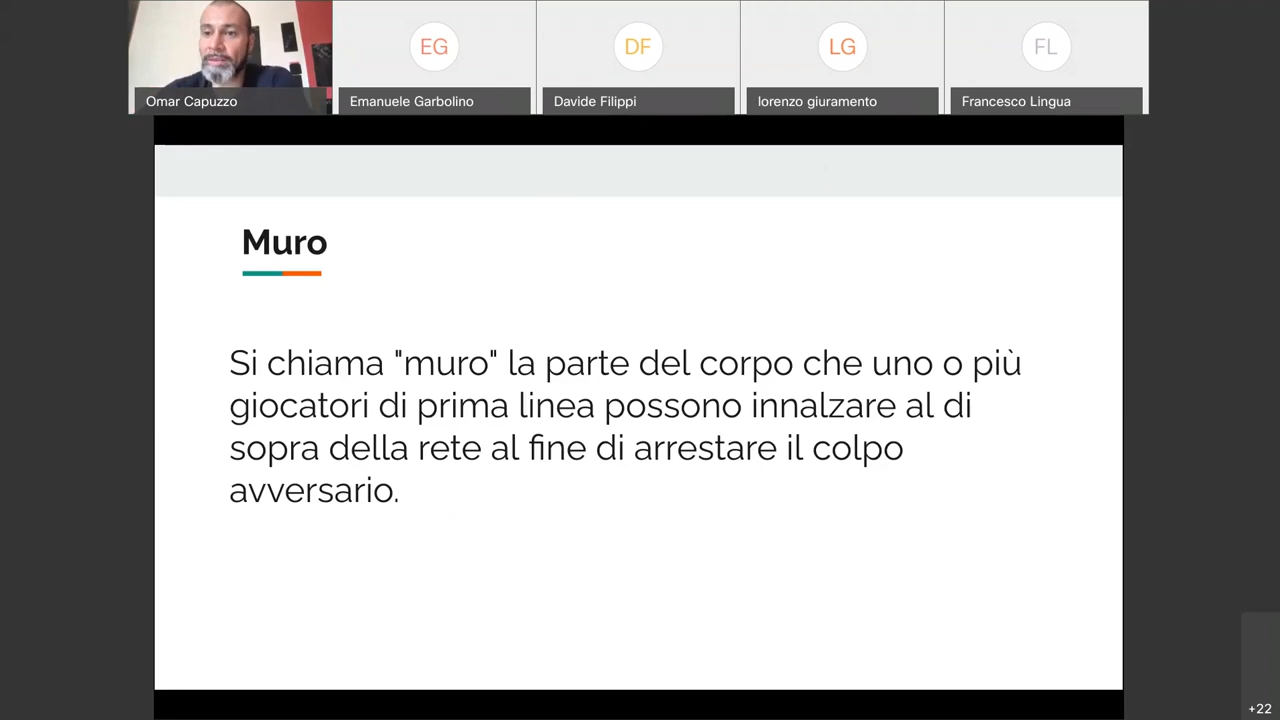 EG
DF
LG
FL
Omar Capuzzo
Emanuele Garbolino
Davide Filippi
lorenzo giuramento
Francesco Lingua
Muro
Si chiama "muro" la parte del corpo che uno o più
giocatori di prima linea possono innalzare al di
sopra della rete al fine di arrestare il colpo
avversario.
+22